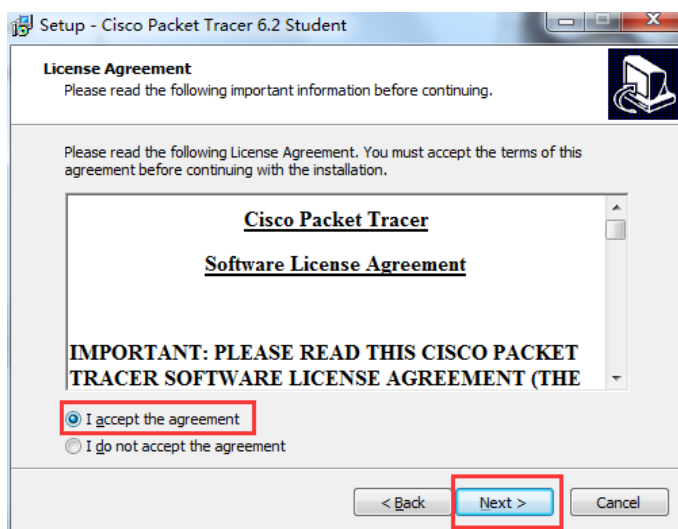 Setup - Cisco Packet Tracer 6.2 Student
License Agreement
Please read the following important information before continuing.
Please read the following License Agreement. You must accept the terms of this
agreement before continuing with the installation.
Cisco Packet Tracer
Software License Agreement
IMPORTANT: PLEASE READ THIS CISCO PACKET
TRACER SOFTWARE LICENSE AGREEMENT (THE
I accept the agreement
I do not accept the agreement
< Back Next > Cancel